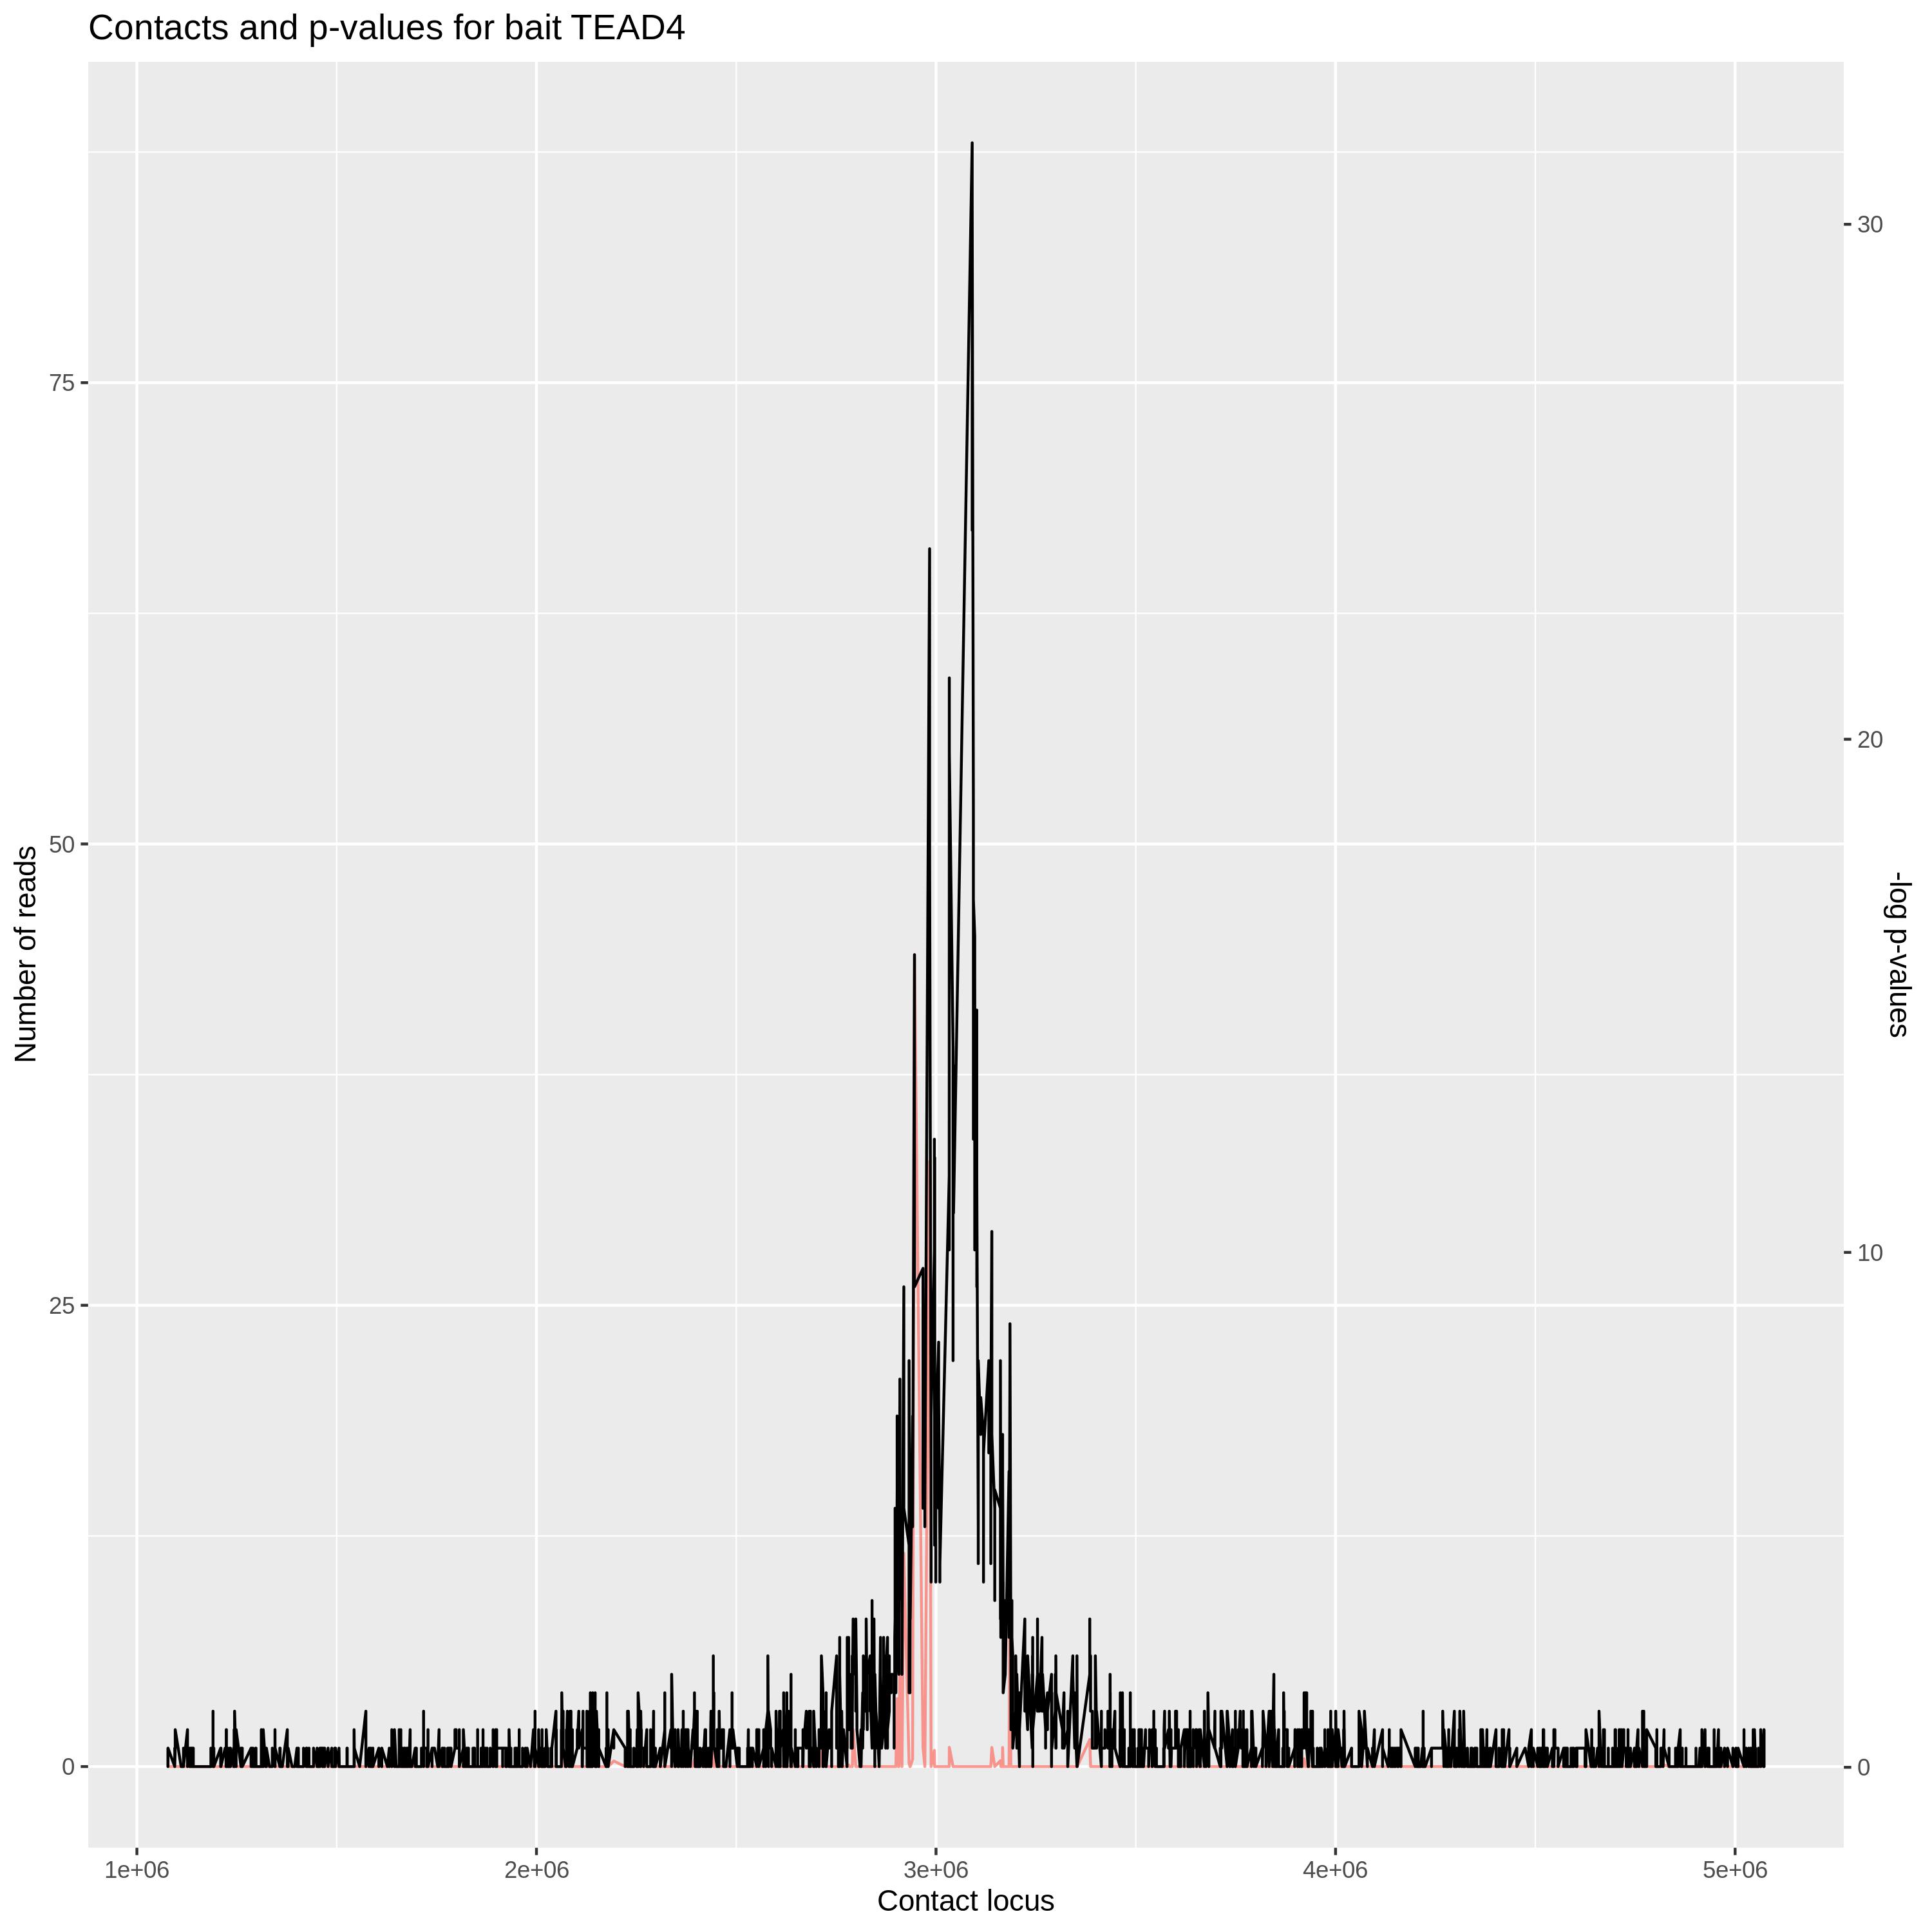 Contacts and p-values for bait TEAD4
30
75
20
50
Number of reads
-log p-values
10
25
0
0
1e+06
2e+06
3e+06
4e+06
5e+06
Contact locus